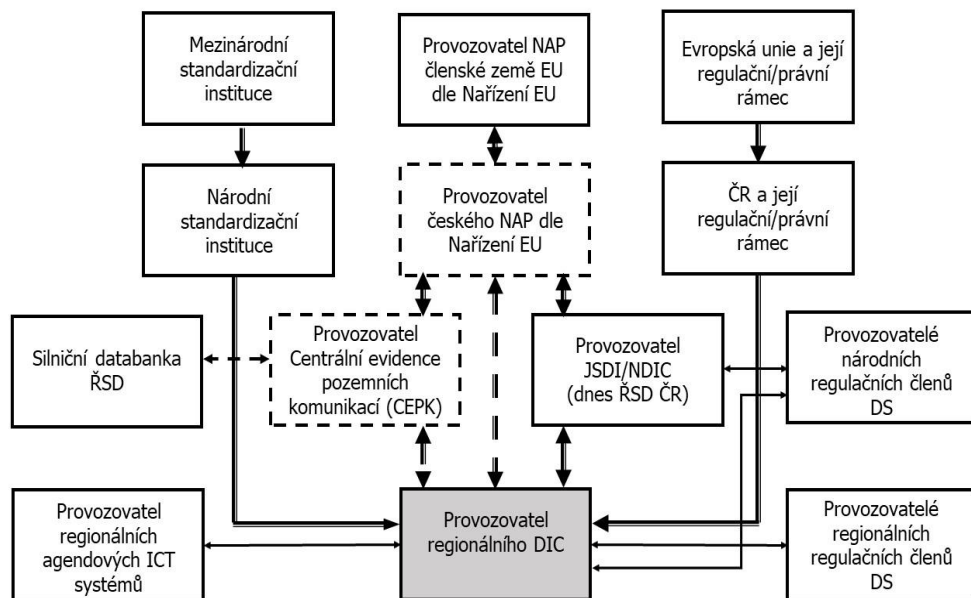 Mezinárodní
standardizační
instituce
Provozovatel NAP
členské země EU
dle Nařízení EU
Evropská unie a její
regulační/právní
rámec
Národní
standardizační
instituce
Provozovatel
českého NAP dle
Nařízení EU
ČR a její
regulační/právní
rámec
Silniční databanka
ŘSD
Provozovatel
Centrální evidence
pozemních
komunikací (CEPK)
Provozovatel
JSDI/NDIC
(dnes ŘSD ČR)
Provozovatelé
národních
regulačních členů
DS
Provozovatel
regionálních
agendových ICT
systémů
Provozovatel
regionálního DIC
Provozovatelé
regionálních
regulačních členů
DS